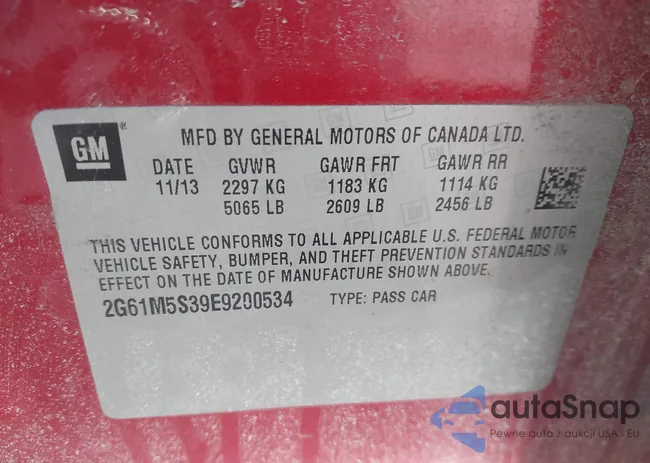 GM
MFD BY GENERAL MOTORS OF CANADA LTD.
DATE GVWR GAWR FRT GAWR RR
11/13 2297 KG 1183 KG 1114 KG
5065 LB 2609 LB 2456 LB
THIS VEHICLE CONFORMS TO ALL APPLICABLE U.S. FEDERAL MOTOR
VEHICLE SAFETY, BUMPER, AND THEFT PREVENTION STANDARDS IN
EFFECT ON THE DATE OF MANUFACTURE SHOWN ABOVE.
2G61M5S39E9200534 TYPE: PASS CAR
autaSnap
Pewne auta z aukcji USA i EU